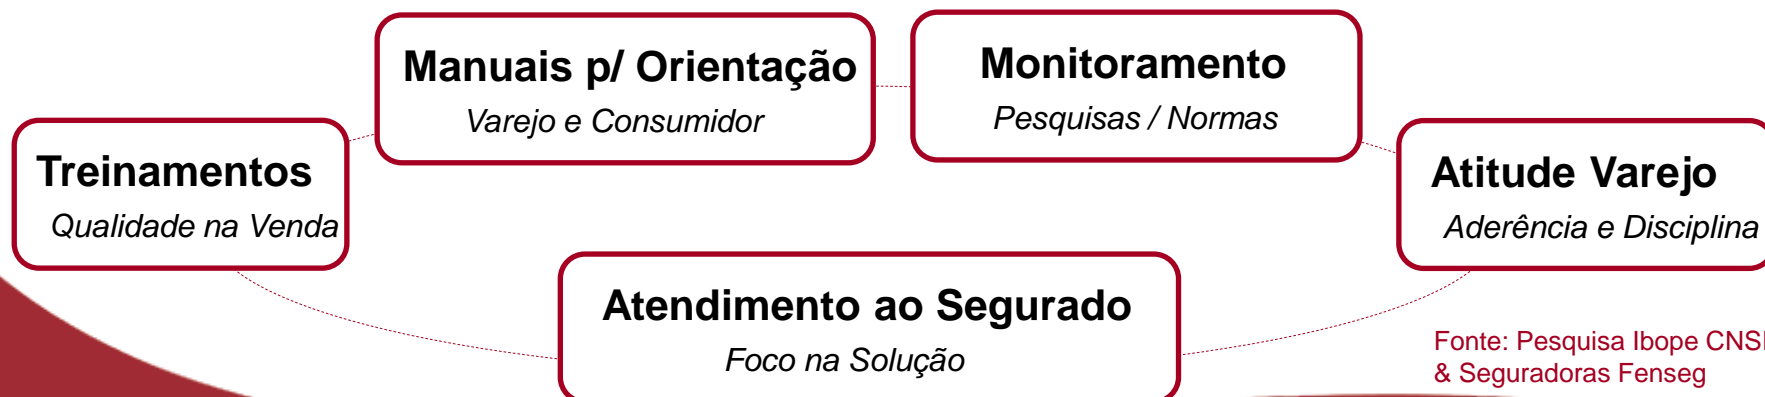 Manuais p/ Orientação
Varejo e Consumidor
Monitoramento
Pesquisas / Normas
Treinamentos
Qualidade na Venda
Atitude Varejo
Aderência e Disciplina
Atendimento ao Segurado
Foco na Solução
Fonte: Pesquisa Ibope
& Seguradoras Fenseg